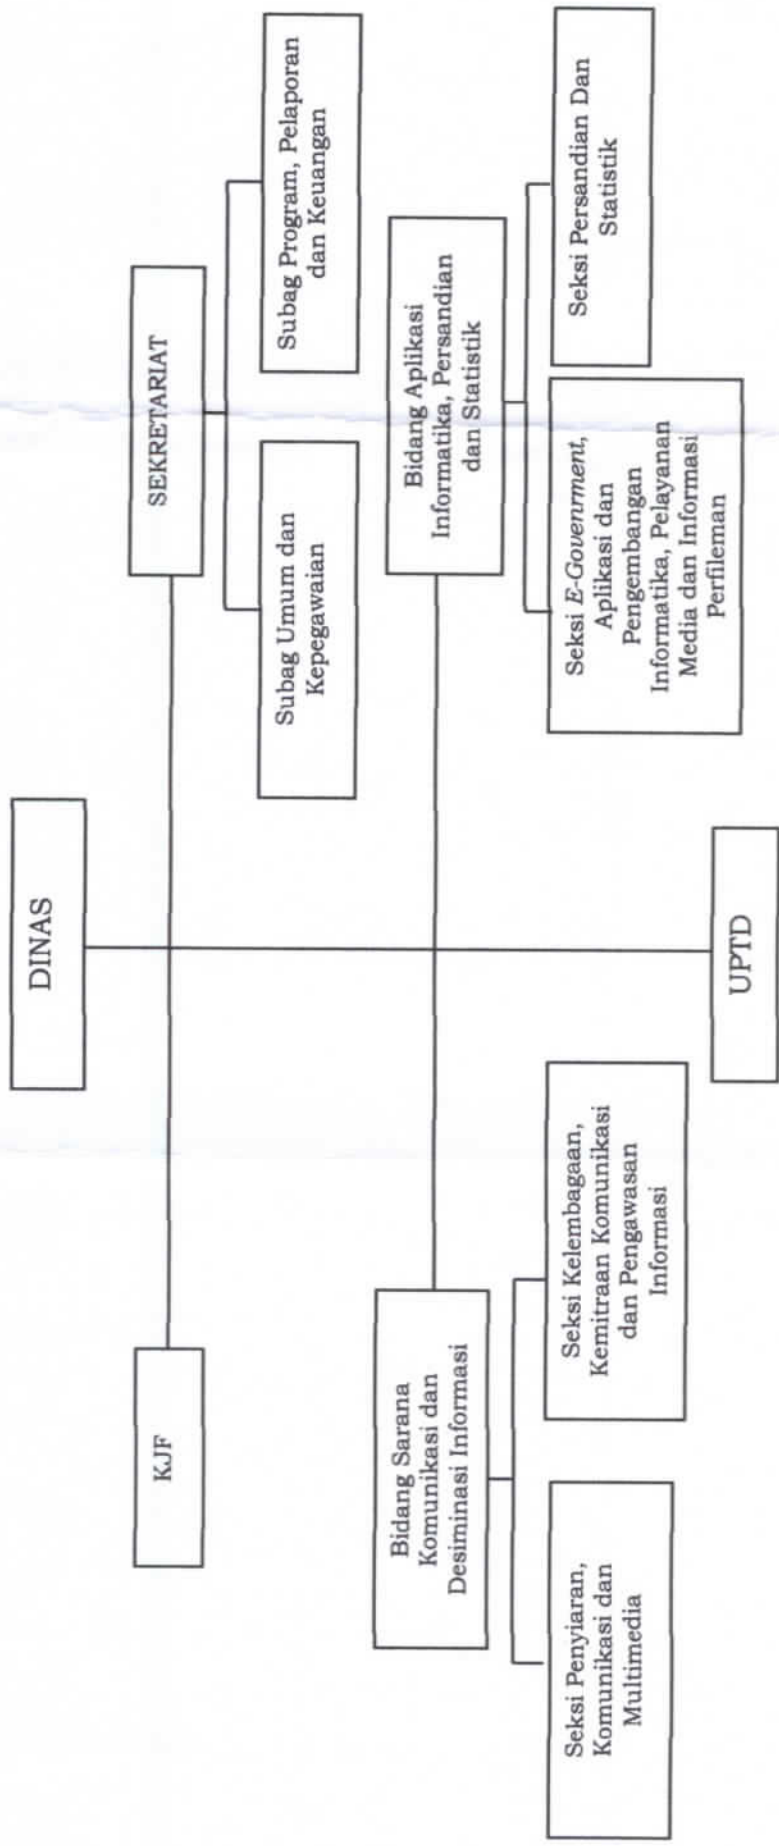 DINAS
KJF
SEKRETARIAT
Subag Umum dan
Kepegawaian
Subag Program, Pelaporan
dan Keuangan
Bidang Sarana
Komunikasi dan
Desiminasi Informasi
Bidang Aplikasi
Informatika, Persandian
dan Statistik
Seksi Penyiaran,
Komunikasi dan
Multimedia
Seksi Kelembagaan,
Kemitraan Komunikasi
dan Pengawasan
Informasi
Seksi E-Govenrment,
Aplikasi dan
Pengembangan
Informatika, Pelayanan
Media dan Informasi
Perfileman
Seksi Persandian Dan
Statistik
UPTD